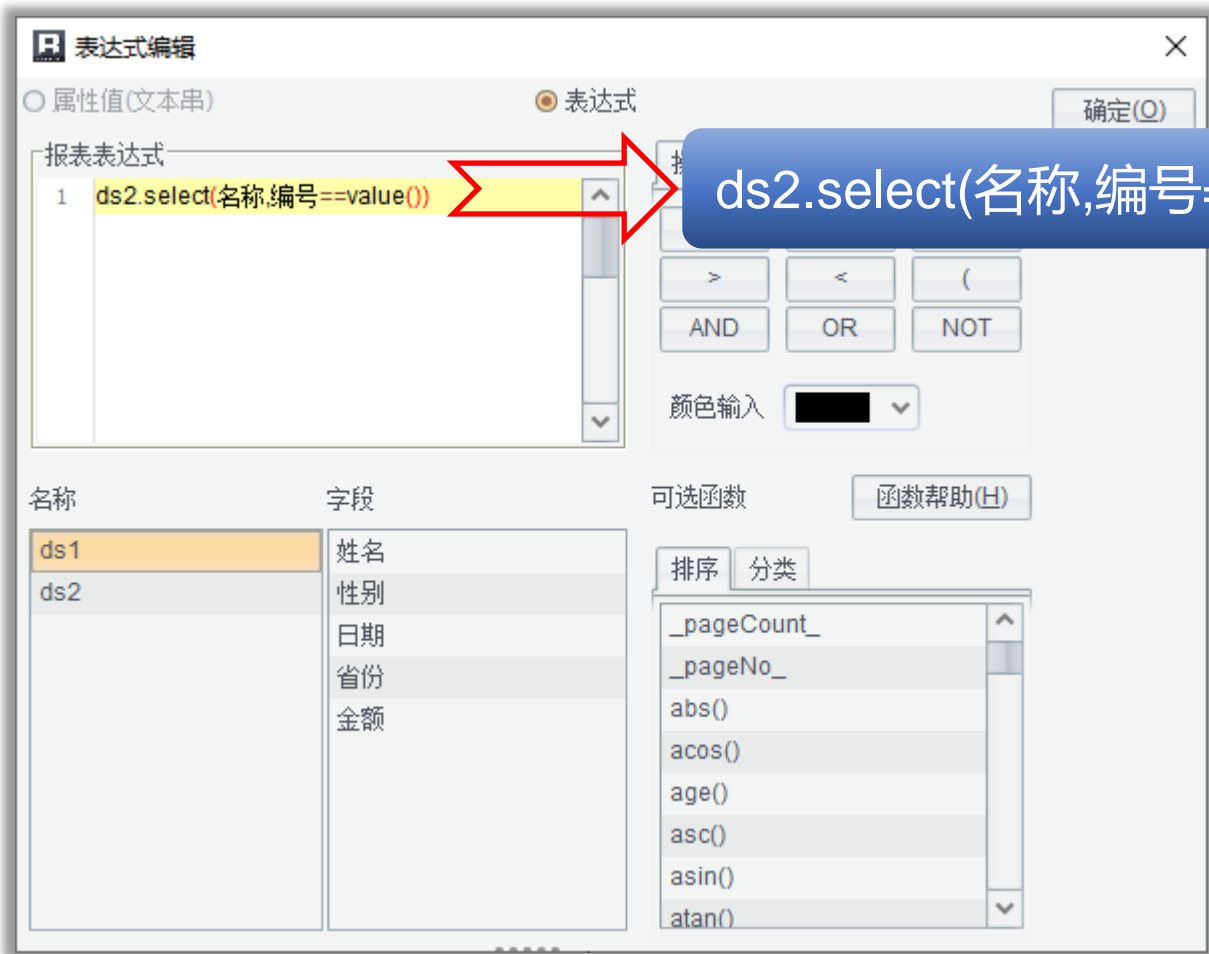 表达式编辑
属性值(文本串)
表达式
确定(O)
报表表达式
1 ds2.select(名称,编号==value())
ds2.select(名称,编号=
> < (
AND OR NOT
颜色输入
名称
字段
可选函数
函数帮助(H)
ds1
ds2
姓名
性别
日期
省份
金额
排序 分类
_pageCount_
_pageNo_
abs()
acos()
age()
asc()
asin()
atan()